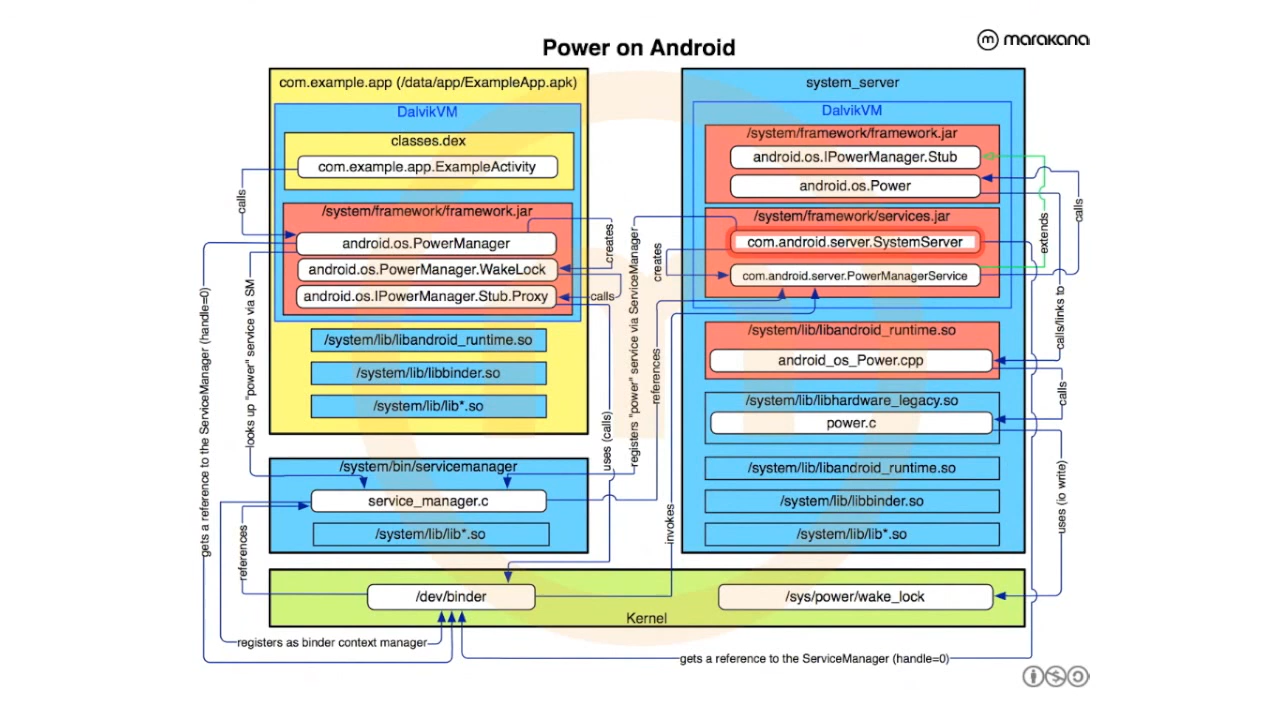 Power on Android
marakana
com.example.app (/data/app/ExampleApp.apk)
DalvikVM
classes.dex
com.example.app.ExampleActivity
calls
/system/framework/framework.jar
android.os.PowerManager
android.os.PowerManager.WakeLock
android.os.IPowerManager.Stub.Proxy
creates
calls
/system/lib/libandroid_runtime.so
/system/lib/libbinder.so
/system/lib/lib*.so
gets a reference to the ServiceManager (handle=0)
looks up "power" service via SM
uses (calls)
registers "power" service via ServiceManager
references
creates
invokes
/system/bin/servicemanager
service_manager.c
/system/lib/lib*.so
references
system_server
DalvikVM
/system/framework/framework.jar
android.os.IPowerManager.Stub
android.os.Power
/system/framework/services.jar
com.android.server.SystemServer
com.android.server.PowerManagerService
extends
calls
/system/lib/libandroid_runtime.so
android_os_Power.cpp
calls/links to
/system/lib/libhardware_legacy.so
power.c
calls
/system/lib/libandroid_runtime.so
/system/lib/libbinder.so
/system/lib/lib*.so
uses (io write)
/dev/binder
/sys/power/wake_lock
Kernel
registers as binder context manager
gets a reference to the ServiceManager (handle=0)